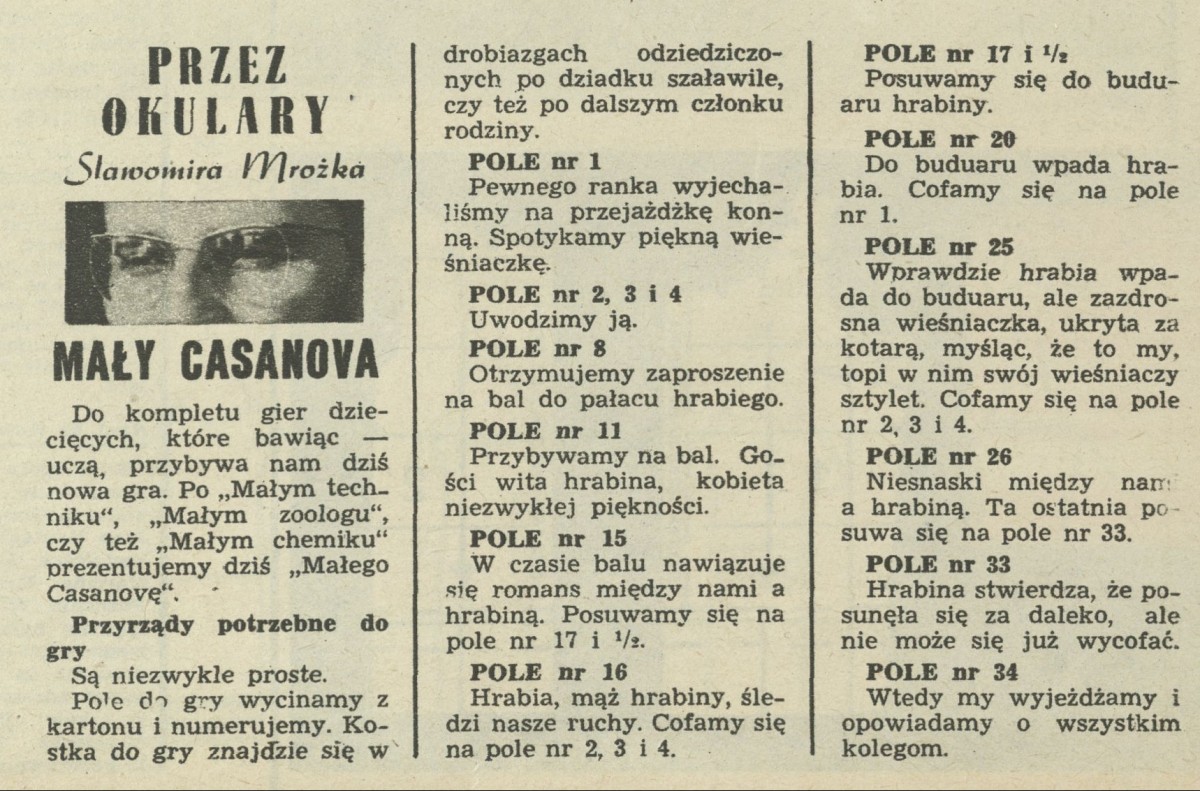 PRZEZ
OKULARY
Sławomira Mrożka
MAŁY CASANOVA
Do kompletu gier dzie-
cięcych, które bawiąc —
uczą, przybywa nam dziś
nowa gra. Po „Małym tech-
niku“, „Małym zoologu“,
czy też „Małym chemiku“
prezentujemy dziś „Małego
Casanovę“.
Przyrządy potrzebne do
gry
Są niezwykle proste.
Pole do gry wycinamy z
kartonu i numerujemy. Ko-
stka do gry znajdzie się w
drobiazgach odziedziczo-
nych po dziadku szaławile,
czy też po dalszym członku
rodziny.
POLE nr 1
Pewnego ranka wyjecha-
liśmy na przejażdżkę kon-
ną. Spotykamy piękną wie-
śniaczkę.
POLE nr 2, 3 i 4
Uwodzimy ją.
POLE nr 8
Otrzymujemy zaproszenie
na bal do pałacu hrabiego.
POLE nr 11
Przybywamy na bal. Go-
ści wita hrabina, kobieta
niezwykłej piękności.
POLE nr 15
W czasie balu nawiązuje
się romans między nami a
hrabiną. Posuwamy się na
pole nr 17 i ½.
POLE nr 16
Hrabia, mąż hrabiny, śle-
dzi nasze ruchy. Cofamy się
na pole nr 2, 3 i 4.
POLE nr 17 i ½
Posuwamy się do budu-
aru hrabiny.
POLE nr 20
Do buduaru wpada hra-
bia. Cofamy się na pole
nr 1.
POLE nr 25
Wprawdzie hrabia wpa-
da do buduaru, ale zazdro-
sna wieśniaczka, ukryta za
kotarą, myśląc, że to my,
topi w nim swój wieśniaczy
sztylet. Cofamy się na pole
nr 2, 3 i 4.
POLE nr 26
Niesnaski między nami
a hrabiną. Ta ostatnia po-
suwa się na pole nr 33.
POLE nr 33
Hrabina stwierdza, że po-
sunęła się za daleko, ale
nie może się już wycofać.
POLE nr 34
Wtedy my wyjeżdżamy i
opowiadamy o wszystkim
kolegom.